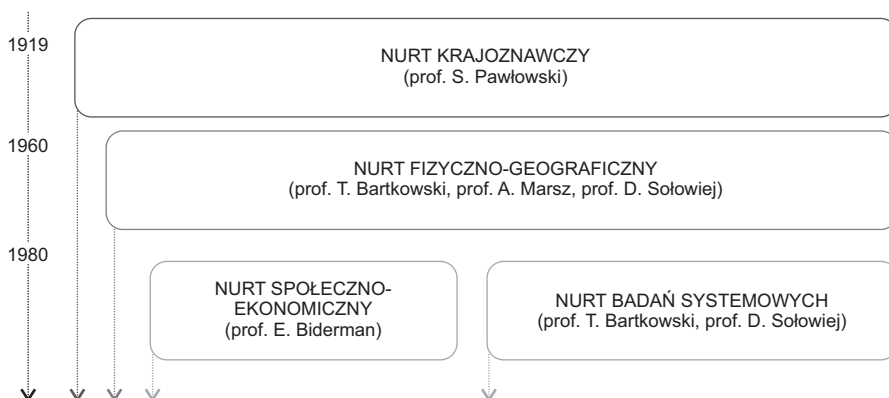 1919
NURT KRAJOZNAWCZY
(prof. S. Pawłowski)
1960
NURT FIZYCZNO-GEOGRAFICZNY
(prof. T. Bartkowski, prof. A. Marsz, prof. D. Sołowiej)
1980
NURT SPOŁECZNO-
EKONOMICZNY
(prof. E. Biderman)
NURT BADAŃ SYSTEMOWYCH
(prof. T. Bartkowski, prof. D. Sołowiej)